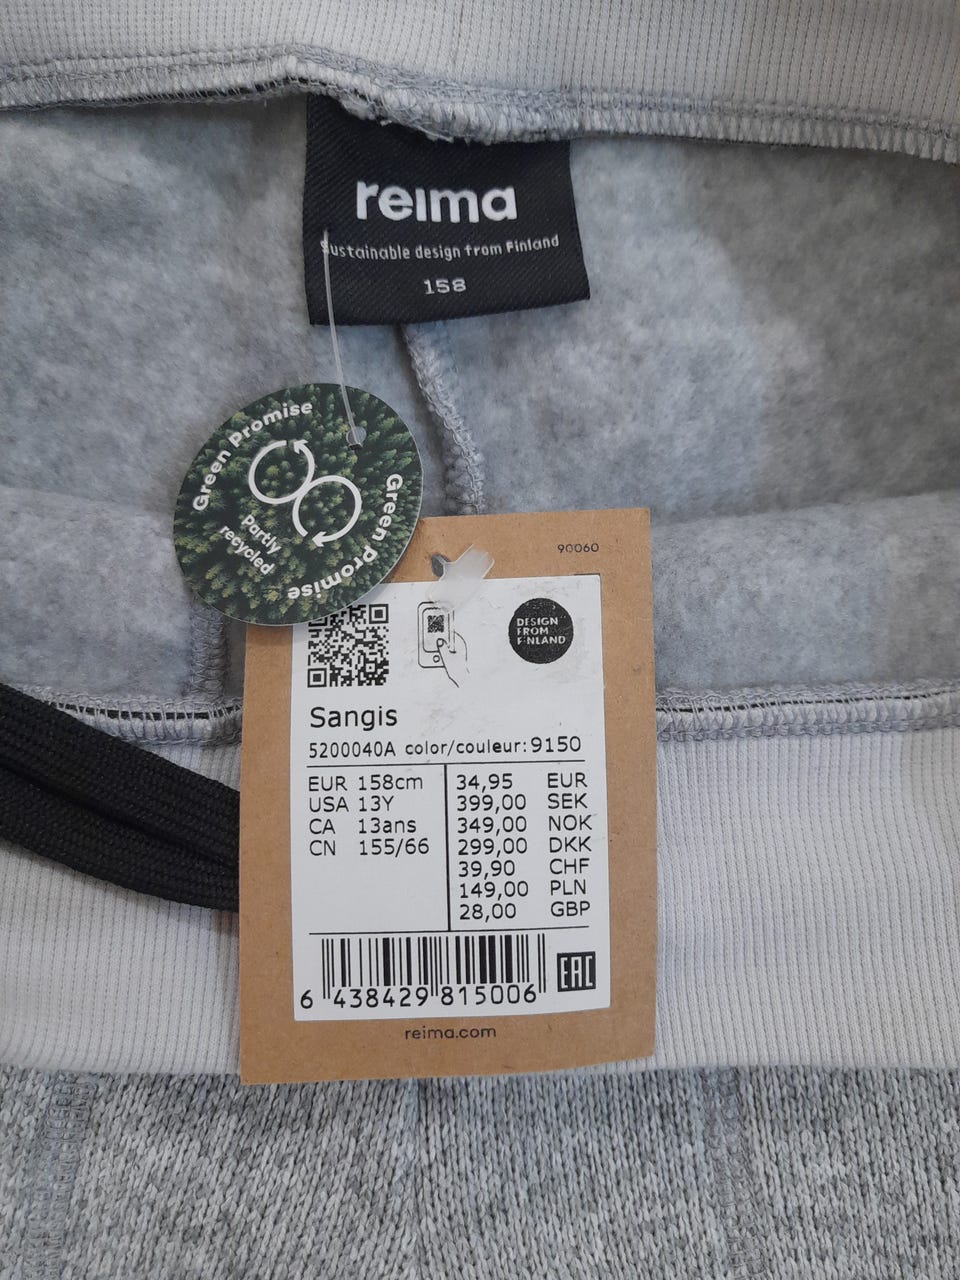 reima
Sustainable design from Finland
158
Green Promise
Green Promise
Partly
recycled
90060
DESIGN
FROM
FINLAND
Sangis
5200040A color/couleur: 9150
EUR 158cm 34,95 EUR
USA 13Y 399,00 SEK
CA 13ans 349,00 NOK
CN 155/66 299,00 DKK
39,90 CHF
149,00 PLN
28,00 GBP
6 438429 815006
EAC
reima.com